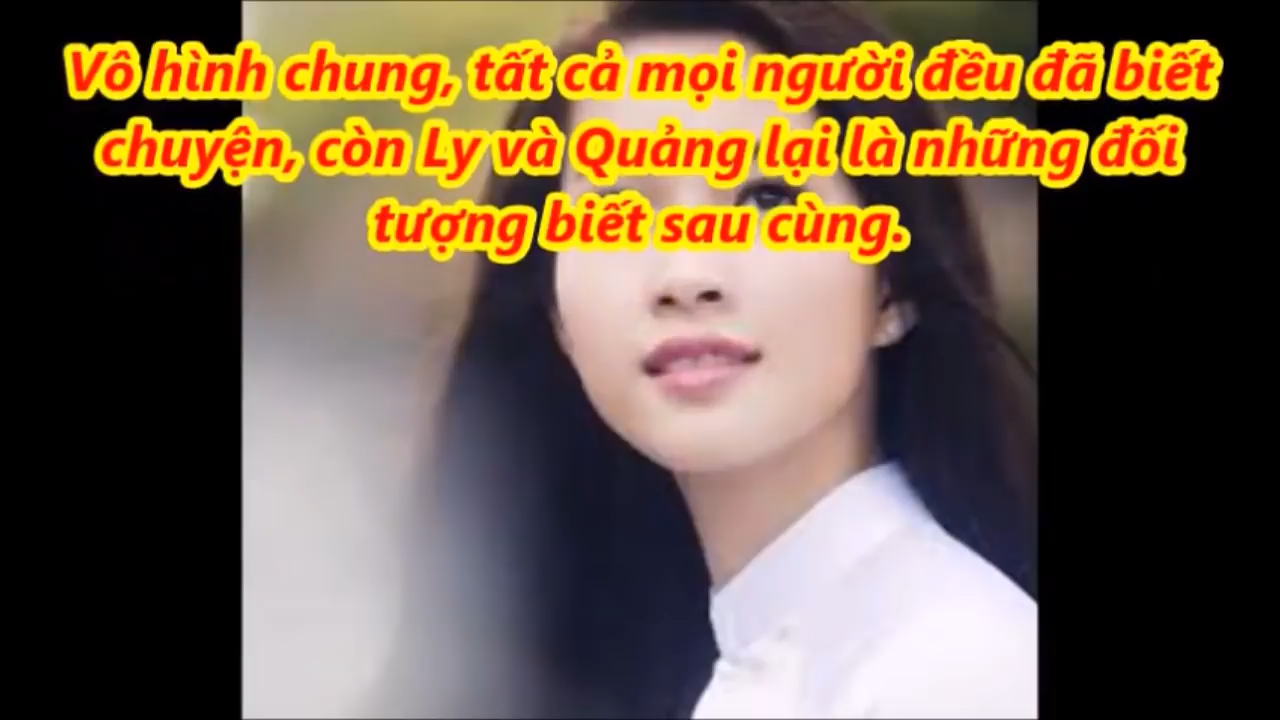 Vô hình chung, tất cả mọi người đều đã biết
chuyện, còn Ly và Quảng lại là những đối
tượng biết sau cùng.